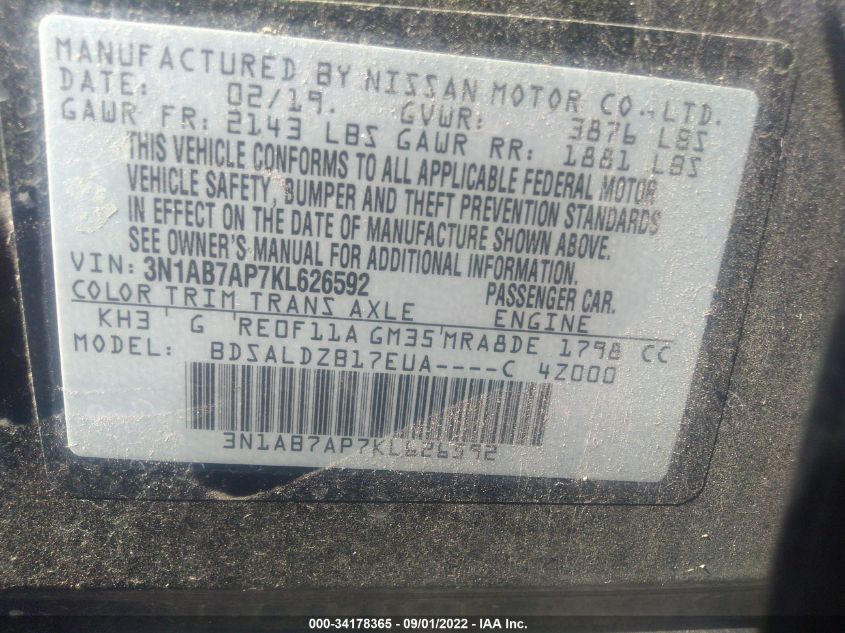 MANUFACTURED BY NISSAN MOTOR CO., LTD.
DATE: 02/19. GVWR: 3876 LBS
GAWR FR: 2143 LBS GAWR RR: 1881 LBS
THIS VEHICLE CONFORMS TO ALL APPLICABLE FEDERAL MOTOR
VEHICLE SAFETY, BUMPER AND THEFT PREVENTION STANDARDS
IN EFFECT ON THE DATE OF MANUFACTURE SHOWN ABOVE.
SEE OWNER'S MANUAL FOR ADDITIONAL INFORMATION.
VIN: 3N1AB7AP7KL626592 PASSENGER CAR.
COLOR TRIM TRANS AXLE ENGINE
KH3 G RE0F11A GM35 MRA8DE 1798 CC
MODEL: BDSALDZB17EUA----C 4Z000
3N1AB7AP7KL626592
000-34178365 - 09/01/2022 - IAA Inc.